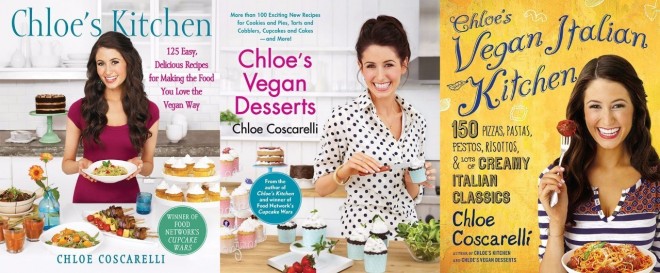 Chloe's Kitchen
125 Easy,
Delicious Recipes
for Making the Food
You Love the
Vegan Way
WINNER OF
FOOD
NETWORK'S
CUPCAKE
WARS
CHLOE COSCARELLI
More than 100 Exciting New Recipes
for Cookies and Pies, Tarts and
Cobblers, Cupcakes and Cakes
—and More!
Chloe's
Vegan
Desserts
Chloe Coscarelli
From the
author of
Chloe's Kitchen
and winner of
Food Network's
Cupcake Wars
Chloe's
Vegan Italian
Kitchen
150 PIZZAS, PASTAS,
PESTOS, RISOTTOS,
& LOTS OF CREAMY
ITALIAN
CLASSICS
Chloe
Coscarelli
AUTHOR OF CHLOE'S KITCHEN
AND CHLOE'S VEGAN DESSERTS